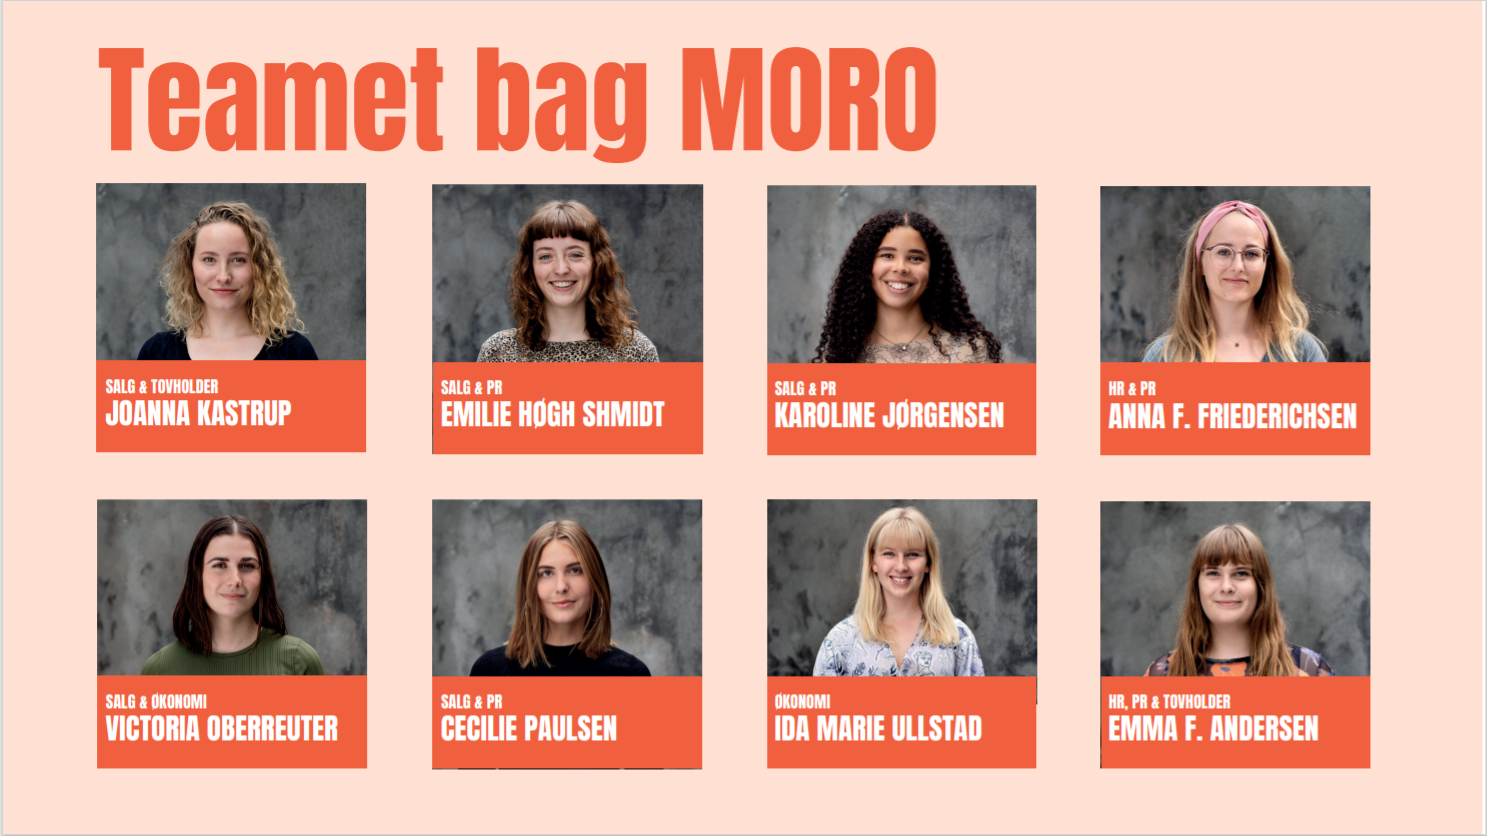 Teamet bag MORO
SALG & TOVHOLDER
JOANNA KASTRUP
SALG & PR
EMILIE HØGH SHMIDT
SALG & PR
KAROLINE JØRGENSEN
HR & PR
ANNA F. FRIEDERICHSEN
SALG & ØKONOMI
VICTORIA OBERREUTER
SALG & PR
CECILIE PAULSEN
ØKONOMI
IDA MARIE ULLSTAD
HR, PR & TOVHOLDER
EMMA F. ANDERSEN